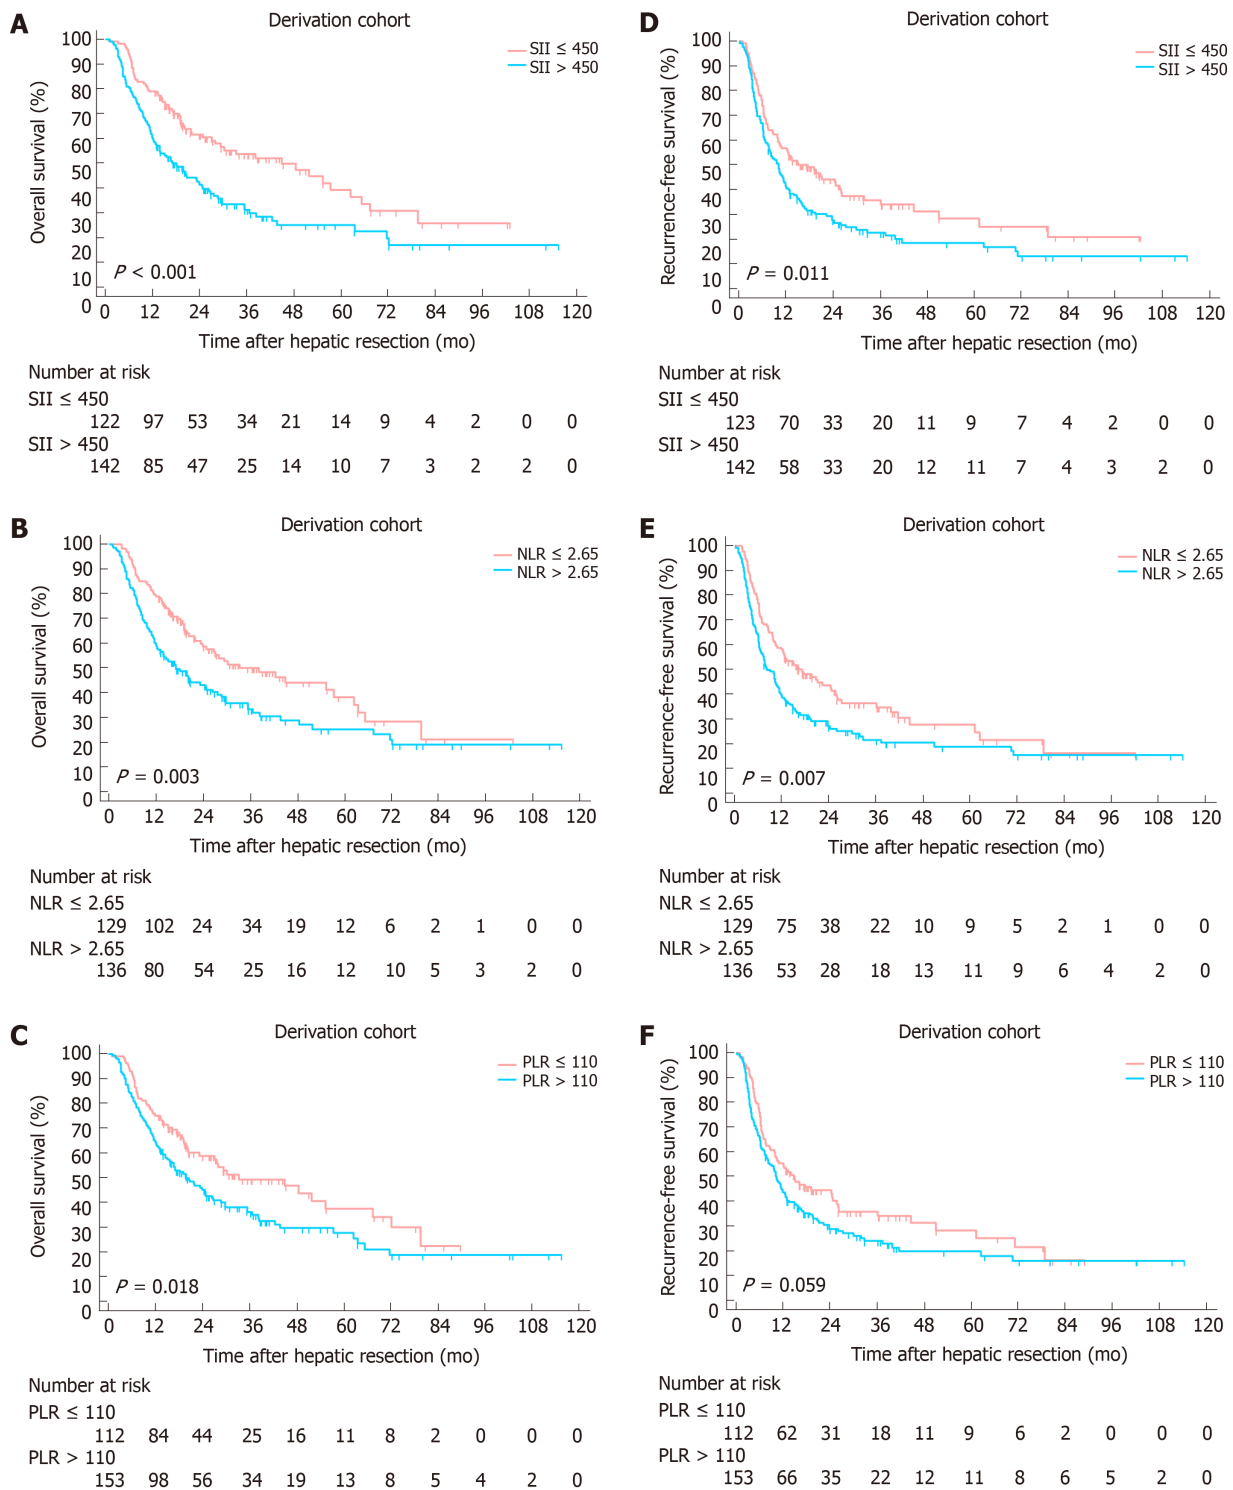 A
Derivation cohort
SII ≤ 450
SII > 450
Overall survival (%)
100
90
80
70
60
50
40
30
20
10
0
P < 0.001
0 12 24 36 48 60 72 84 96 108 120
Time after hepatic resection (mo)
Number at risk
SII ≤ 450
122 97 53 34 21 14 9 4 2 0 0
SII > 450
142 85 47 25 14 10 7 3 2 2 0
D
Derivation cohort
SII ≤ 450
SII > 450
Recurrence-free survival (%)
100
90
80
70
60
50
40
30
20
10
0
P = 0.011
0 12 24 36 48 60 72 84 96 108 120
Time after hepatic resection (mo)
Number at risk
SII ≤ 450
123 70 33 20 11 9 7 4 2 0 0
SII > 450
142 58 33 20 12 11 7 4 3 2 0
B
Derivation cohort
NLR ≤ 2.65
NLR > 2.65
Overall survival (%)
100
90
80
70
60
50
40
30
20
10
0
P = 0.003
0 12 24 36 48 60 72 84 96 108 120
Time after hepatic resection (mo)
Number at risk
NLR ≤ 2.65
129 102 24 34 19 12 6 2 1 0 0
NLR > 2.65
136 80 54 25 16 12 10 5 3 2 0
E
Derivation cohort
NLR ≤ 2.65
NLR > 2.65
Recurrence-free survival (%)
100
90
80
70
60
50
40
30
20
10
0
P = 0.007
0 12 24 36 48 60 72 84 96 108 120
Time after hepatic resection (mo)
Number at risk
NLR ≤ 2.65
129 75 38 22 10 9 5 2 1 0 0
NLR > 2.65
136 53 28 18 13 11 9 6 4 2 0
C
Derivation cohort
PLR ≤ 110
PLR > 110
Overall survival (%)
100
90
80
70
60
50
40
30
20
10
0
P = 0.018
0 12 24 36 48 60 72 84 96 108 120
Time after hepatic resection (mo)
Number at risk
PLR ≤ 110
112 84 44 25 16 11 8 2 0 0 0
PLR > 110
153 98 56 34 19 13 8 5 4 2 0
F
Derivation cohort
PLR ≤ 110
PLR > 110
Recurrence-free survival (%)
100
90
80
70
60
50
40
30
20
10
0
P = 0.059
0 12 24 36 48 60 72 84 96 108 120
Time after hepatic resection (mo)
Number at risk
PLR ≤ 110
112 62 31 18 11 9 6 2 0 0 0
PLR > 110
153 66 35 22 12 11 8 6 5 2 0